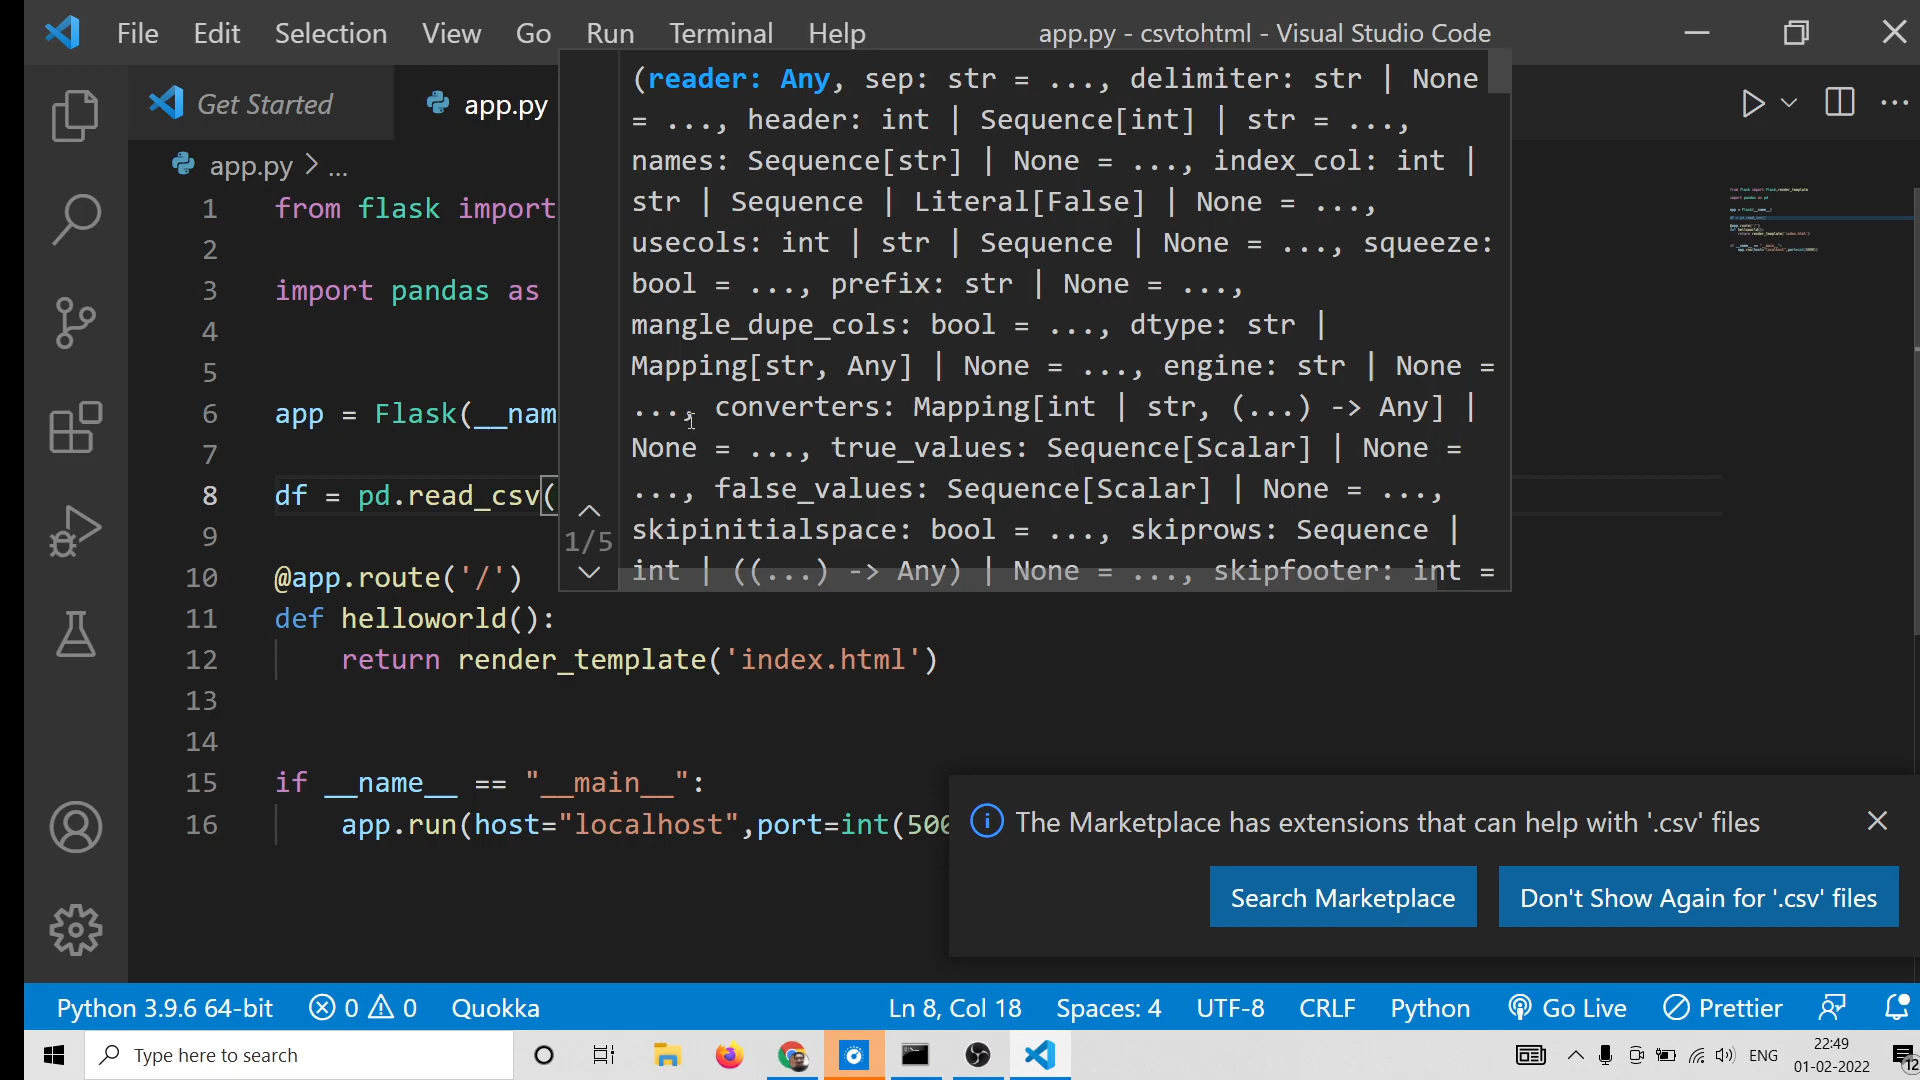 File Edit Selection View Go Run Terminal Help app.py - csvtohtml - Visual Studio Code
Get Started app.py
app.py > ...
1 from flask import
2
3 import pandas as
4
5
6 app = Flask(__nam
7
8 df = pd.read_csv(
9
10 @app.route('/')
11 def helloworld():
12 return render_template('index.html')
13
14
15 if __name__ == "__main__":
16 app.run(host="localhost",port=int(500
(reader: Any, sep: str = ..., delimiter: str | None
= ..., header: int | Sequence[int] | str = ...,
names: Sequence[str] | None = ..., index_col: int |
str | Sequence | Literal[False] | None = ...,
usecols: int | str | Sequence | None = ..., squeeze:
bool = ..., prefix: str | None = ...,
mangle_dupe_cols: bool = ..., dtype: str |
Mapping[str, Any] | None = ..., engine: str | None =
..., converters: Mapping[int | str, (...) -> Any] |
None = ..., true_values: Sequence[Scalar] | None =
..., false_values: Sequence[Scalar] | None = ...,
skipinitialspace: bool = ..., skiprows: Sequence |
int | ((...) -> Any) | None = ..., skipfooter: int =
1/5
The Marketplace has extensions that can help with '.csv' files
Search Marketplace Don't Show Again for '.csv' files
Python 3.9.6 64-bit 0 0 Quokka Ln 8, Col 18 Spaces: 4 UTF-8 CRLF Python Go Live Prettier
Type here to search ENG 22:49
01-02-2022 12